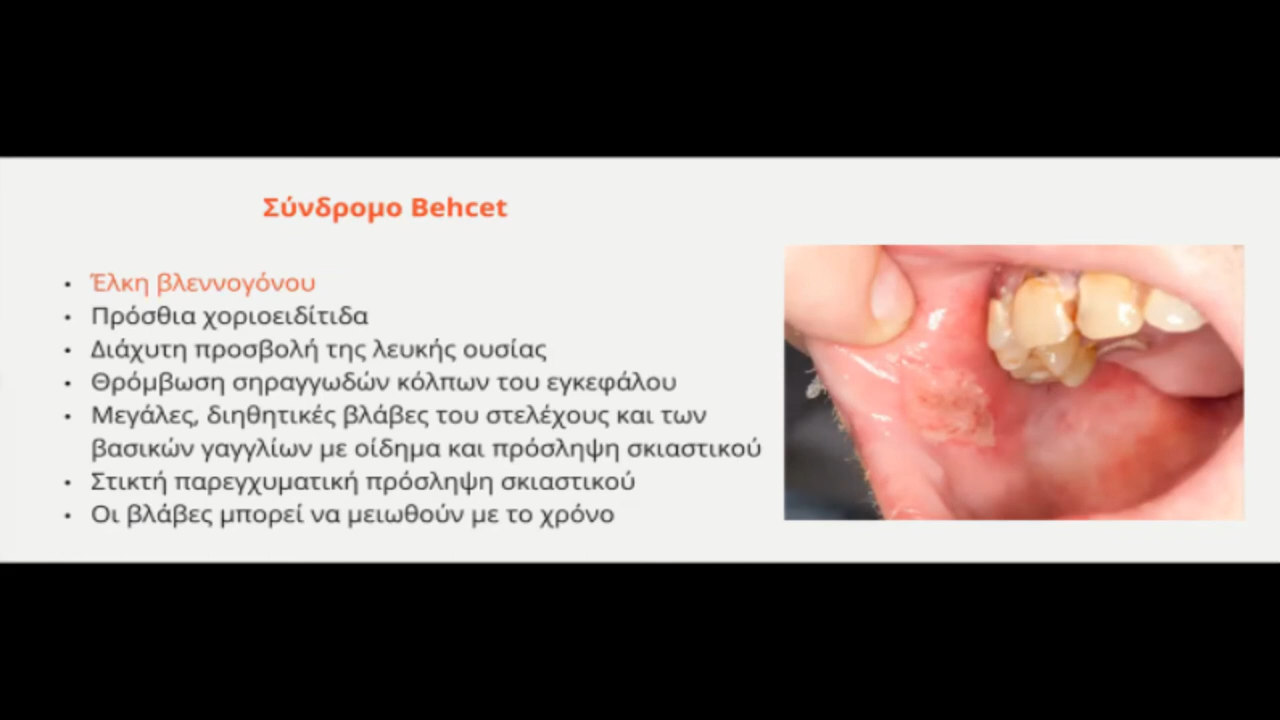 Σύνδρομο Behcet
• Έλκη βλεννογόνου
• Πρόσθια χοριοειδίτιδα
• Διάχυτη προσβολή της λευκής ουσίας
• Θρόμβωση σηραγγωδών κόλπων του εγκεφάλου
• Μεγάλες, διηθητικές βλάβες του στελέχους και των
βασικών γαγγλίων με οίδημα και πρόσληψη σκιαστικού
• Στικτή παρεγχυματική πρόσληψη σκιαστικού
• Οι βλάβες μπορεί να μειωθούν με το χρόνο